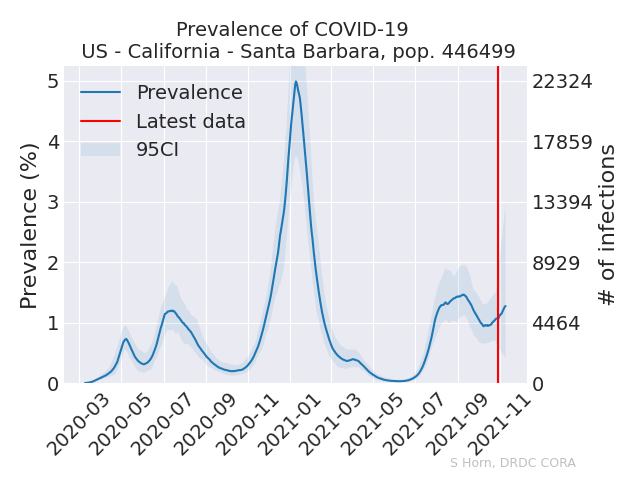 Prevalence of COVID-19
US - California - Santa Barbara, pop. 446499
Prevalence
Latest data
95CI
Prevalence (%)
5
4
3
2
1
0
22324
17859
13394
8929
4464
0
# of infections
2020-03
2020-05
2020-07
2020-09
2020-11
2021-01
2021-03
2021-05
2021-07
2021-09
2021-11
S Horn, DRDC CORA